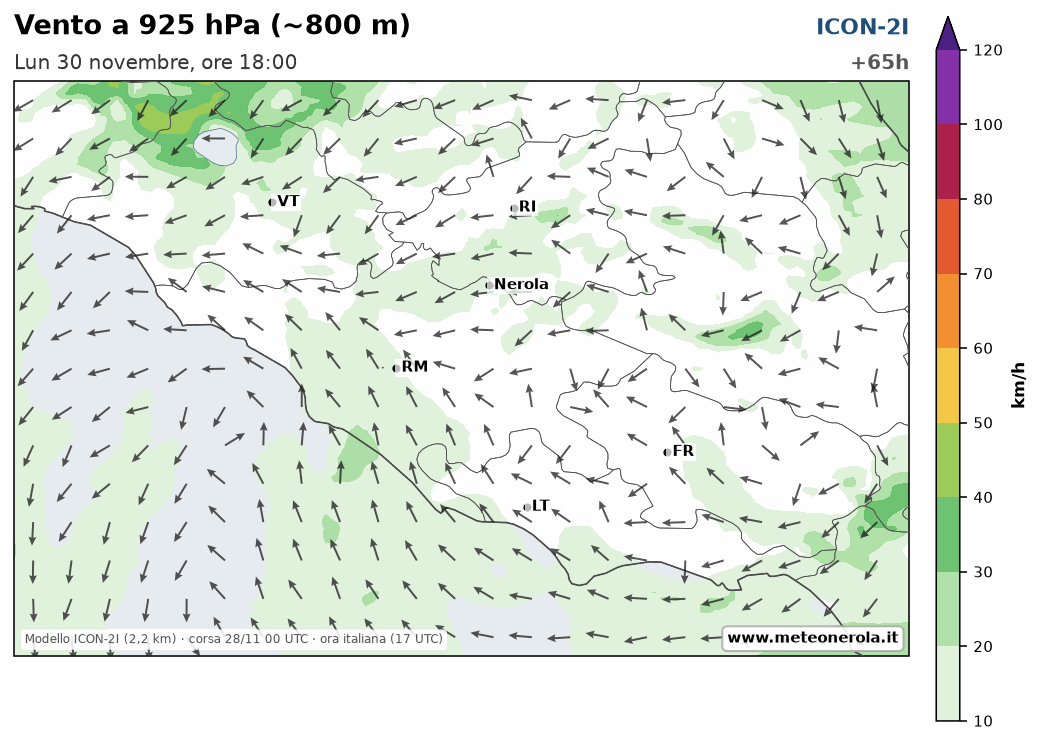 Vento a 925 hPa (~800 m)
ICON-2I
Lun 30 novembre, ore 18:00
+65h
VT
RI
Nerola
RM
FR
LT
Modello ICON-2I (2,2 km) · corsa 28/11 00 UTC · ora italiana (17 UTC)
www.meteonerola.it
120
100
80
70
60
50
40
30
20
10
km/h